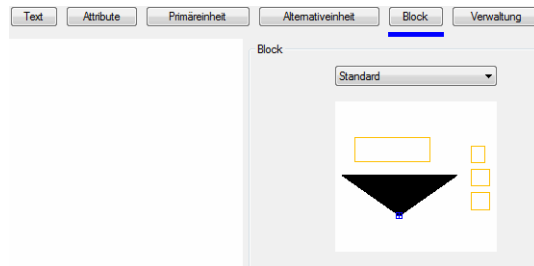 Text Attribute Primäreinheit Alternativeinheit Block Verwaltung
Block
Standard